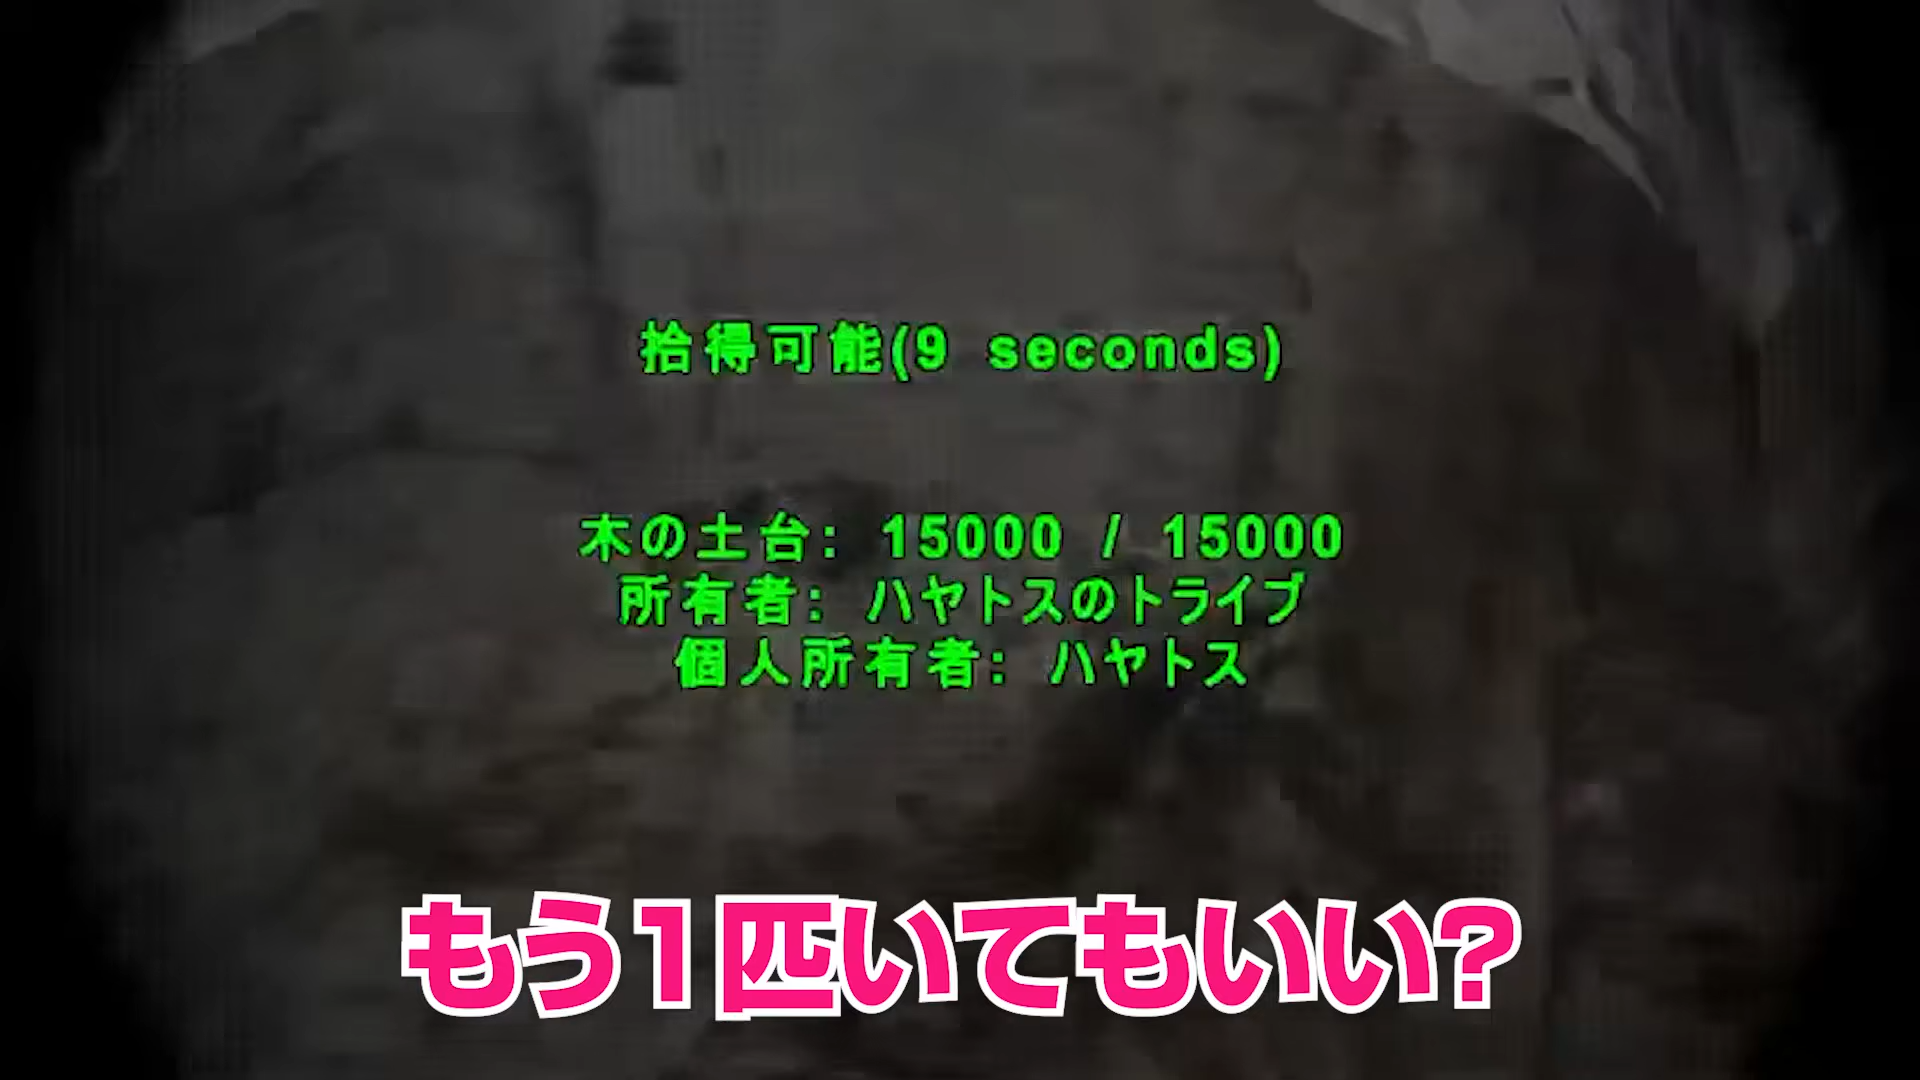 拾得可能(9 seconds)
木の土台: 15000 / 15000
所有者: ハヤトスのトライブ
個人所有者: ハヤトス
もう1匹いてもいい?